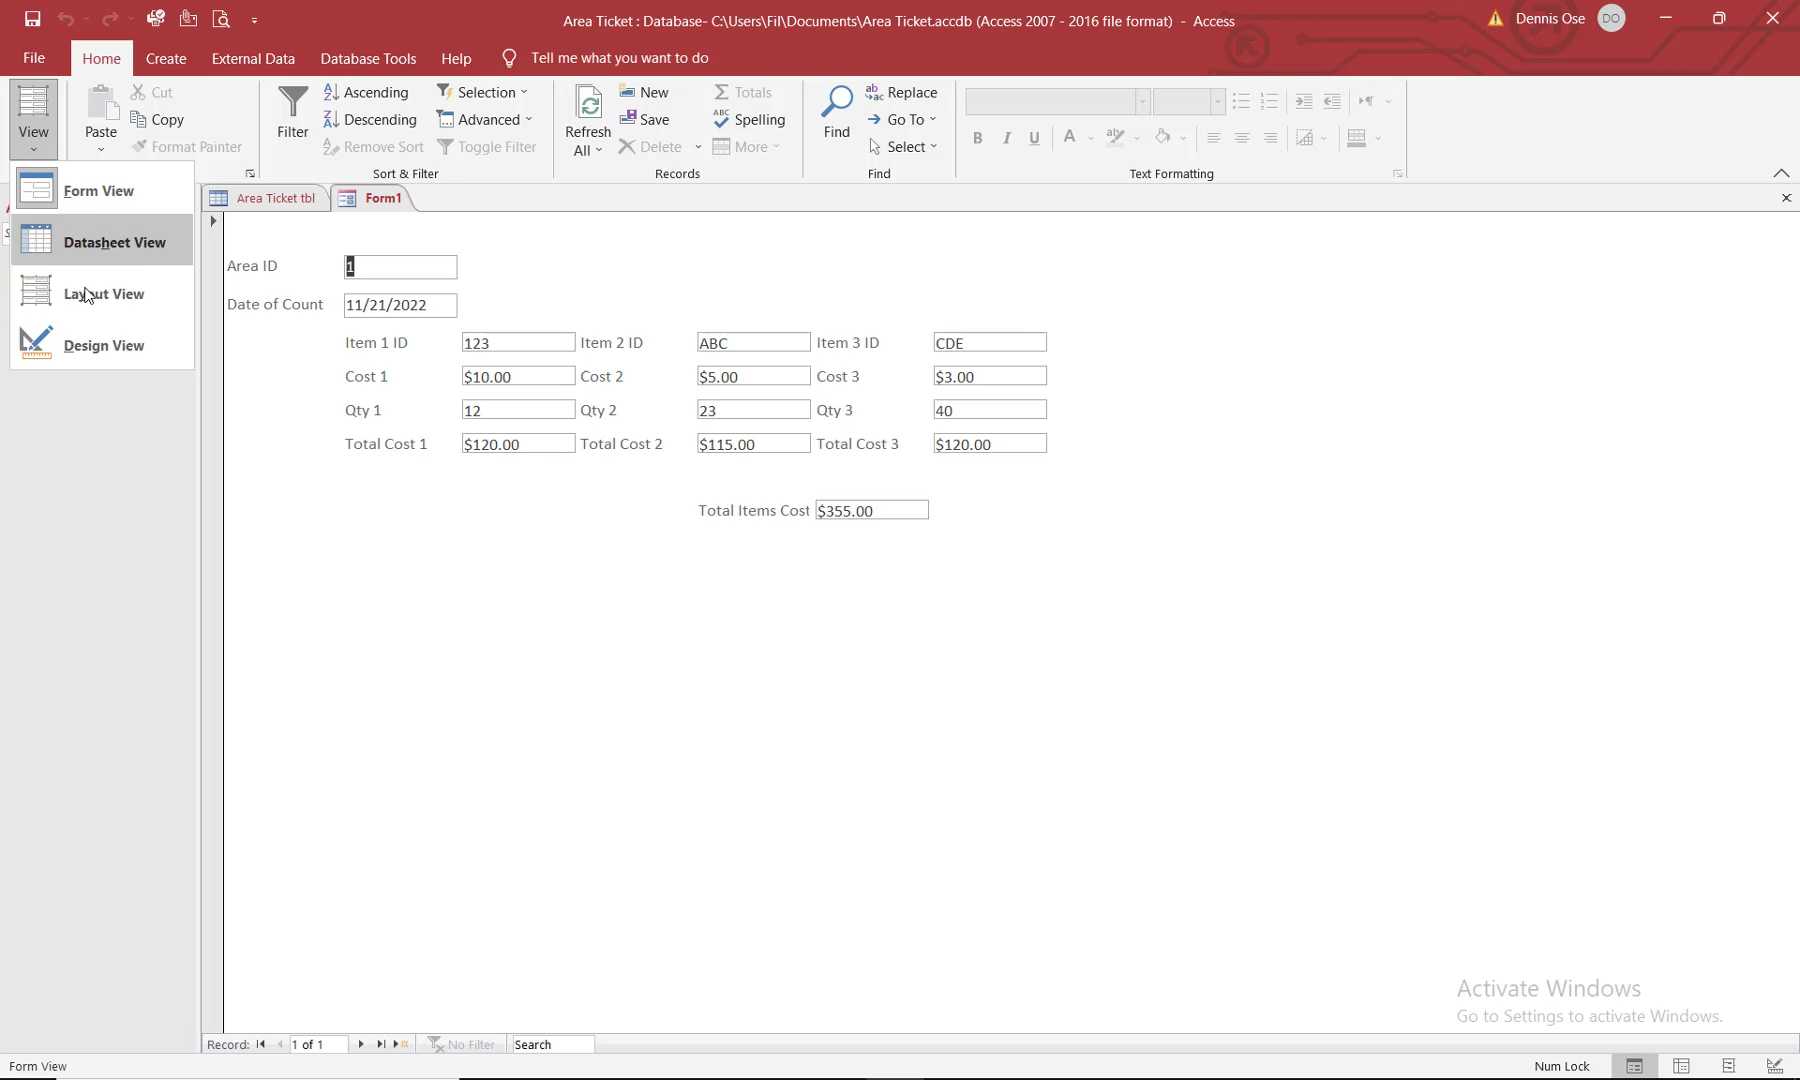 Area Ticket : Database- C:\Users\Fil\Documents\Area Ticket.accdb (Access 2007 - 2016 file format) - Access
Dennis Ose DO
File Home Create External Data Database Tools Help Tell me what you want to do
View
Paste
Cut
Copy
Format Painter
Filter
Ascending
Descending
Remove Sort
Selection
Advanced
Toggle Filter
Sort & Filter
Refresh
All
New
Save
Delete
Totals
Spelling
More
Records
Find
Replace
Go To
Select
Find
B I U A
Text Formatting
Form View
Datasheet View
Layout View
Design View
Area Ticket tbl Form1
Area ID 1
Date of Count 11/21/2022
Item 1 ID 123 Item 2 ID ABC Item 3 ID CDE
Cost 1 $10.00 Cost 2 $5.00 Cost 3 $3.00
Qty 1 12 Qty 2 23 Qty 3 40
Total Cost 1 $120.00 Total Cost 2 $115.00 Total Cost 3 $120.00
Total Items Cost $355.00
Activate Windows
Go to Settings to activate Windows.
Record: 1 of 1 No Filter Search
Form View Num Lock